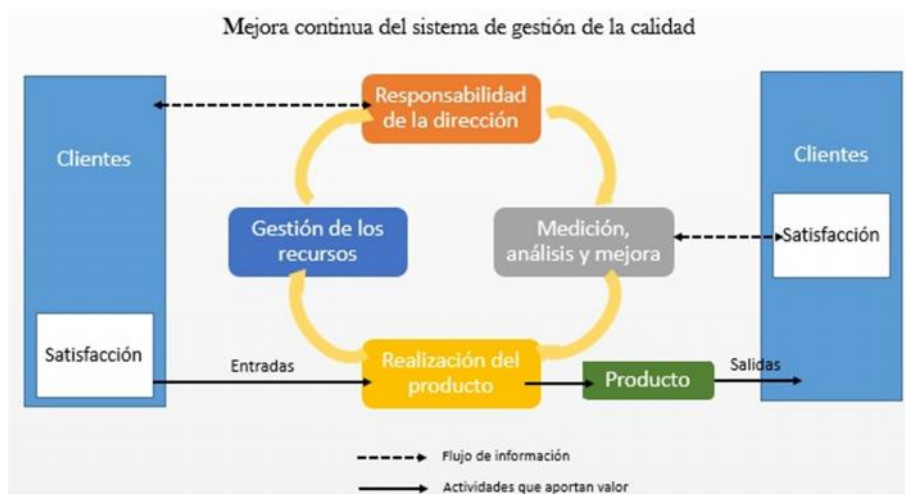 Mejora continua del sistema de gestión de la calidad
Responsabilidad
de la dirección
Clientes
Clientes
Gestión de los
recursos
Medición,
análisis y mejora
Satisfacción
Satisfacción
Entradas
Realización del
producto
Producto
Salidas
Flujo de información
Actividades que aportan valor